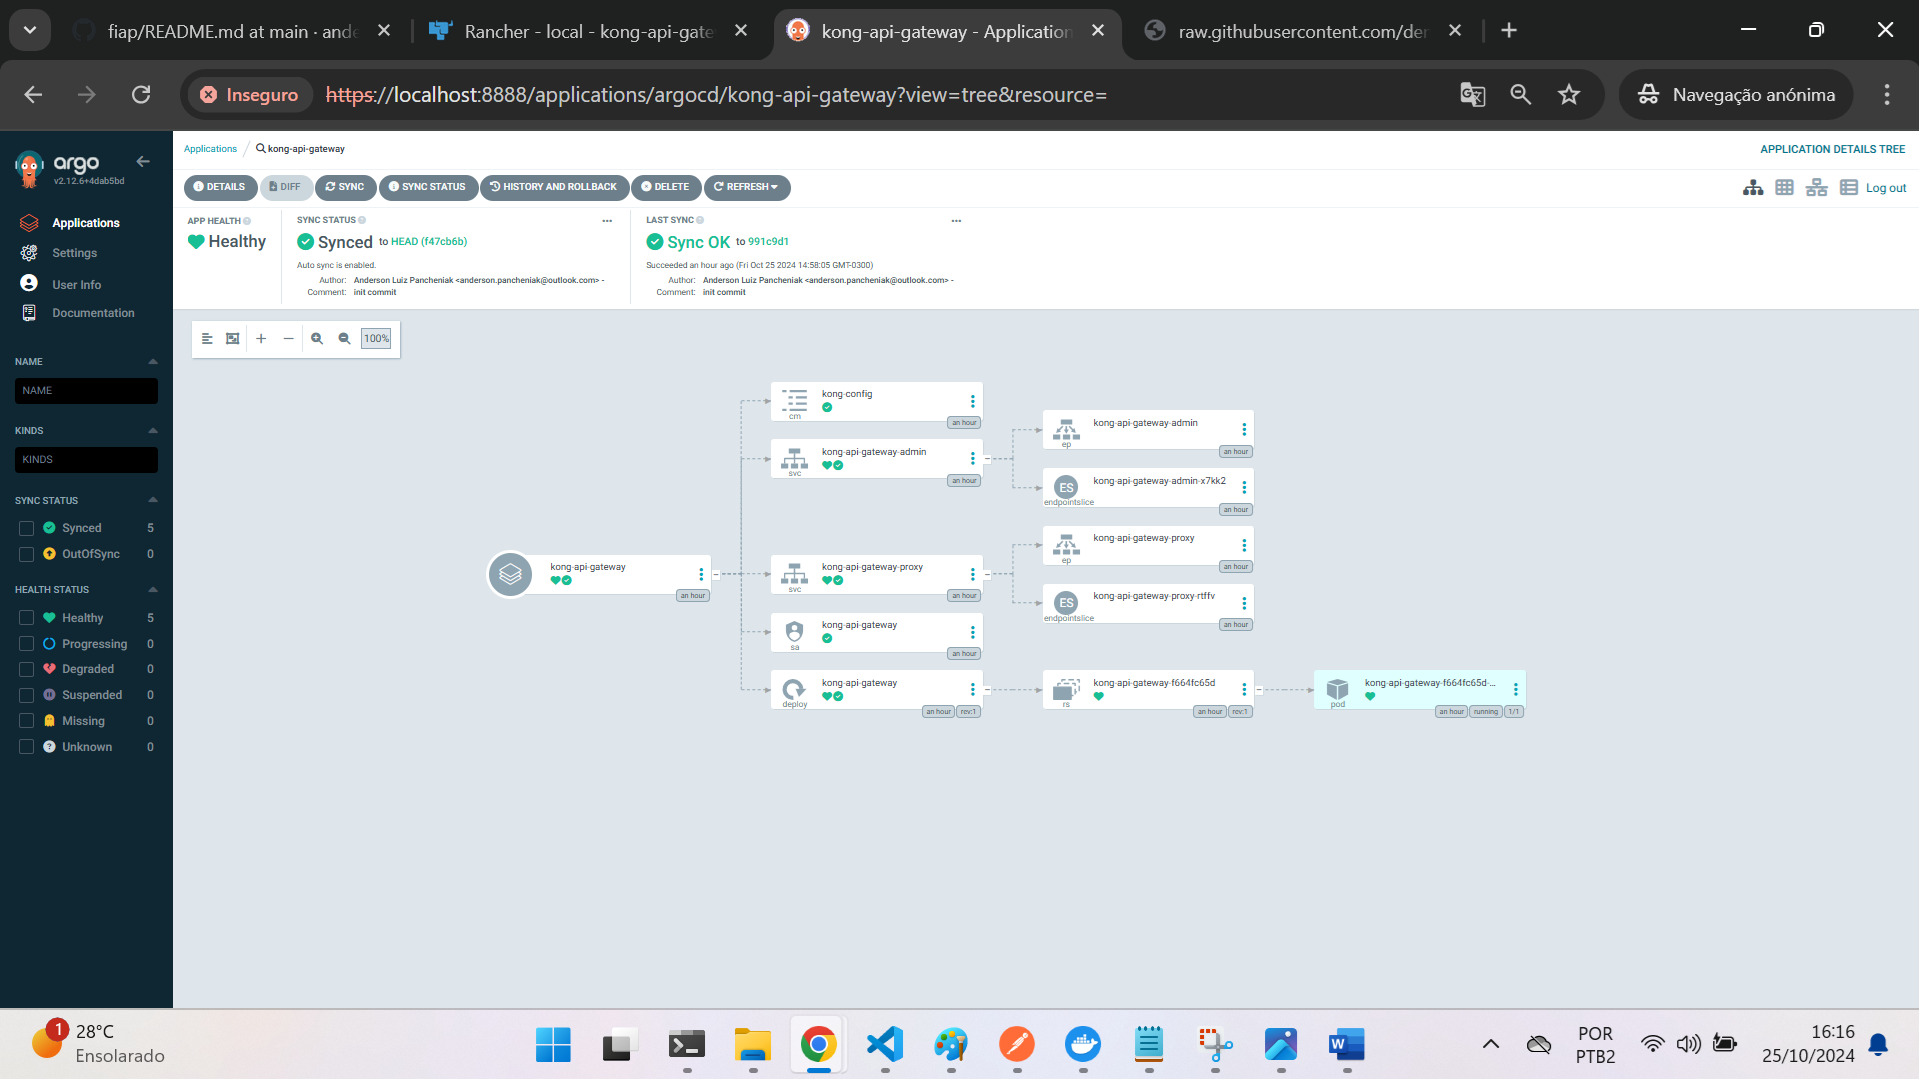 fiap/README.md at main · ande
Rancher - local - kong-api-gate
kong-api-gateway - Application
raw.githubusercontent.com/der
Inseguro
https://localhost:8888/applications/argocd/kong-api-gateway?view=tree&resource=
Navegação anónima
argo
v2.12.6+4dab5bd
Applications
Settings
User Info
Documentation
NAME
NAME
KINDS
KINDS
SYNC STATUS
Synced 5
OutOfSync 0
HEALTH STATUS
Healthy 5
Progressing 0
Degraded 0
Suspended 0
Missing 0
Unknown 0
Applications / kong-api-gateway
APPLICATION DETAILS TREE
DETAILS DIFF SYNC SYNC STATUS HISTORY AND ROLLBACK DELETE REFRESH
Log out
APP HEALTH
Healthy
SYNC STATUS
Synced to HEAD (f47cb6b)
Auto sync is enabled.
Author: Anderson Luiz Pancheniak <anderson.pancheniak@outlook.com> -
Comment: init commit
LAST SYNC
Sync OK to 991c9d1
Succeeded an hour ago (Fri Oct 25 2024 14:58:05 GMT-0300)
Author: Anderson Luiz Pancheniak <anderson.pancheniak@outlook.com> -
Comment: init commit
100%
kong-api-gateway
an hour
kong-config
cm
an hour
kong-api-gateway-admin
svc
an hour
kong-api-gateway-proxy
svc
an hour
kong-api-gateway
sa
an hour
kong-api-gateway
deploy
an hour rev:1
kong-api-gateway-admin
ep
an hour
ES
kong-api-gateway-admin-x7kk2
endpointslice
an hour
kong-api-gateway-proxy
ep
an hour
ES
kong-api-gateway-proxy-rtffv
endpointslice
an hour
kong-api-gateway-f664fc65d
rs
an hour rev:1
kong-api-gateway-f664fc65d-...
pod
an hour running 1/1
1
28°C
Ensolarado
POR
PTB2
16:16
25/10/2024